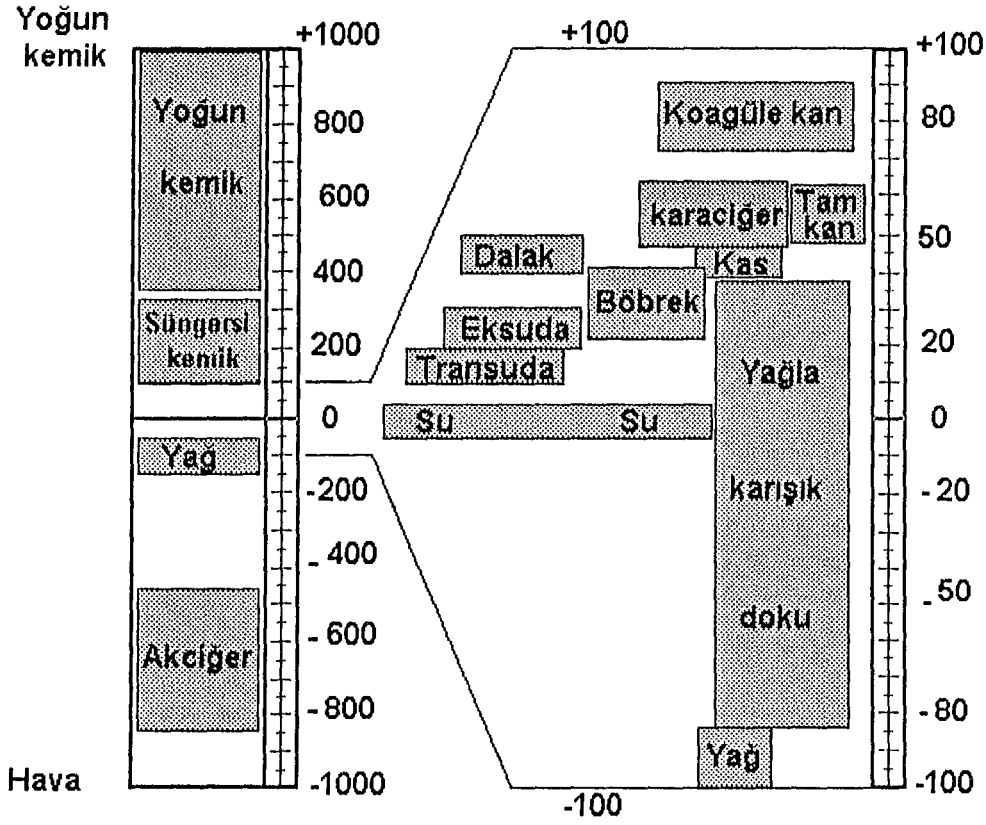 Yoğun
kemik
+1000
800
600
400
200
0
-200
- 400
- 600
- 800
-1000
Hava
Yoğun
kemik
Süngersi
kemik
Yağ
Akciğer
+100
-100
Koagüle kan
karaciğer
Tam
kan
Kas
Dalak
Böbrek
Eksuda
Transuda
Su Su
Yağla
karışık
doku
Yağ
+100
80
50
20
0
- 20
- 50
- 80
-100